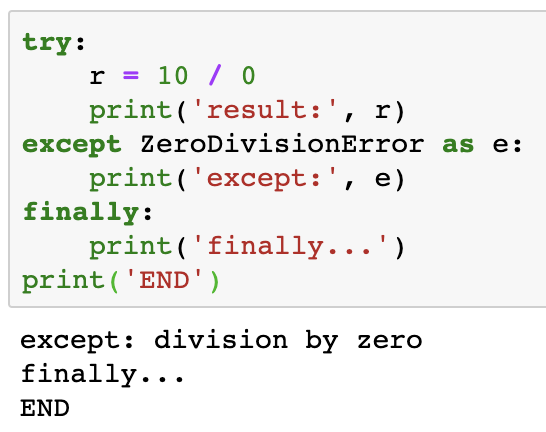 try:
    r = 10 / 0
    print('result:', r)
except ZeroDivisionError as e:
    print('except:', e)
finally:
    print('finally...')
print('END')
except: division by zero
finally...
END